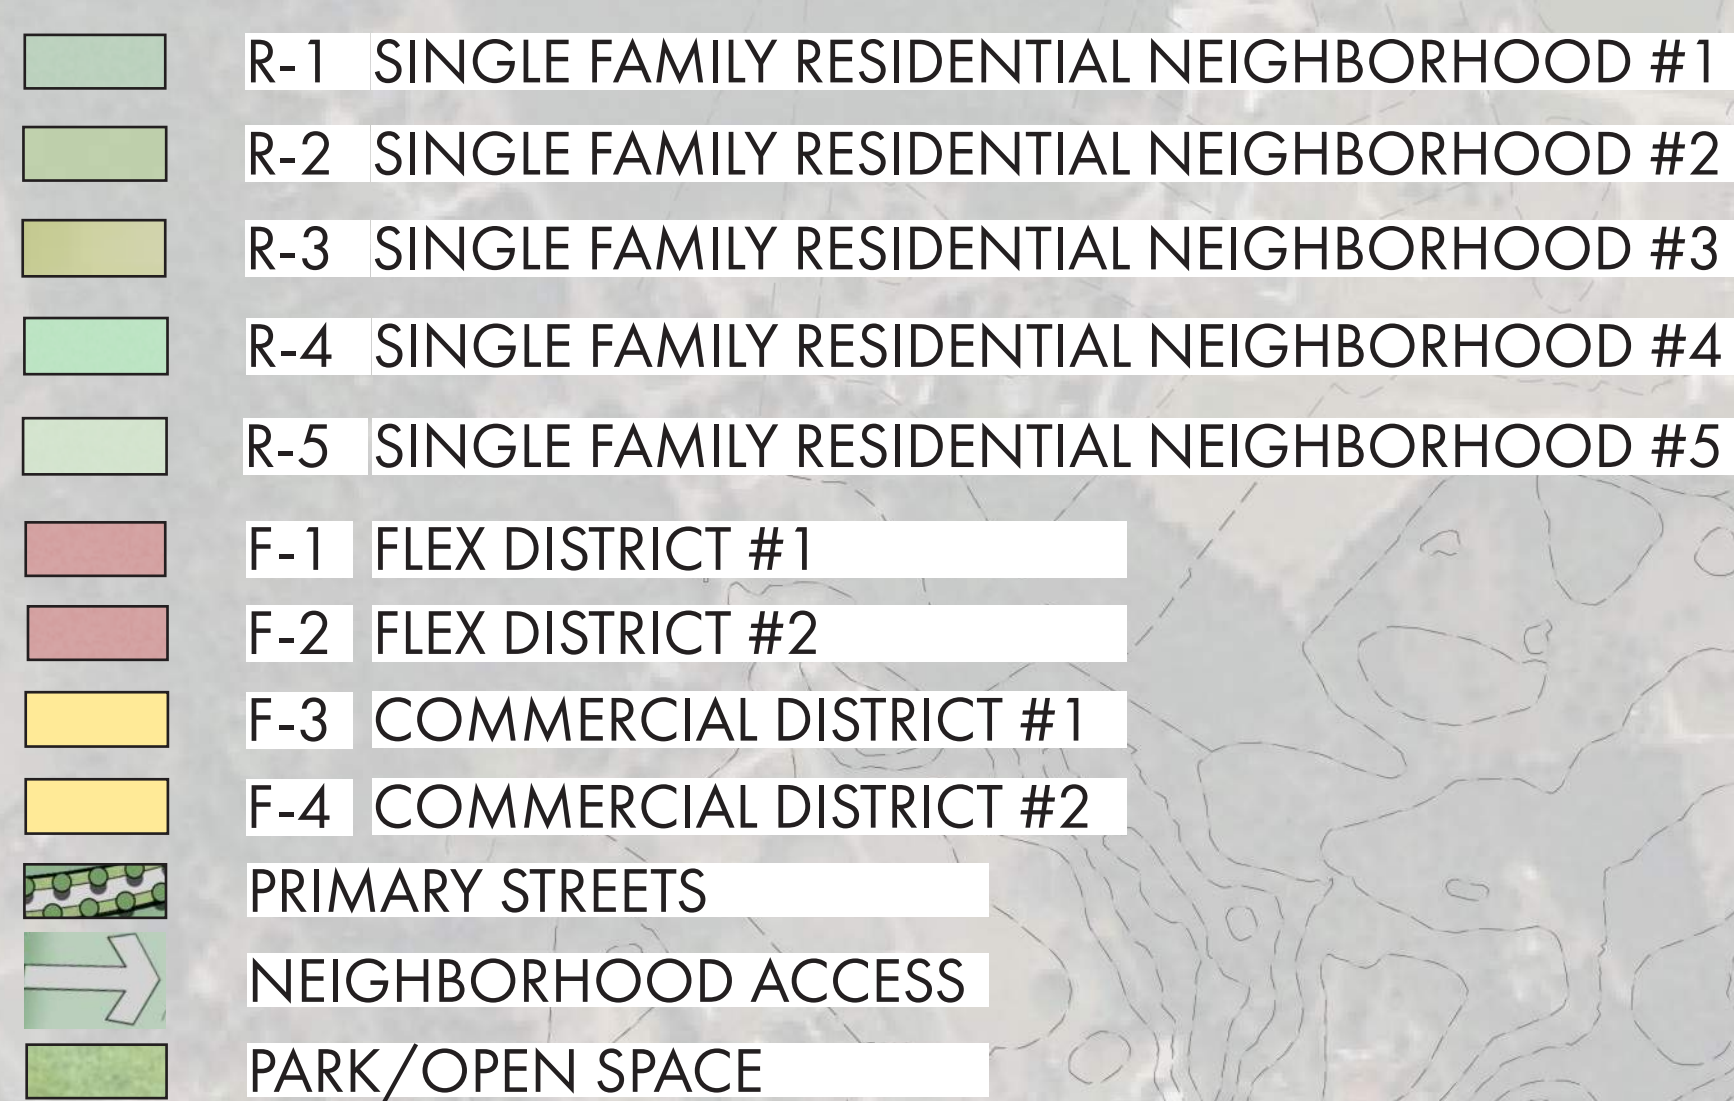 R-1 SINGLE FAMILY RESIDENTIAL NEIGHBORHOOD #1
R-2 SINGLE FAMILY RESIDENTIAL NEIGHBORHOOD #2
R-3 SINGLE FAMILY RESIDENTIAL NEIGHBORHOOD #3
R-4 SINGLE FAMILY RESIDENTIAL NEIGHBORHOOD #4
R-5 SINGLE FAMILY RESIDENTIAL NEIGHBORHOOD #5
F-1 FLEX DISTRICT #1
F-2 FLEX DISTRICT #2
F-3 COMMERCIAL DISTRICT #1
F-4 COMMERCIAL DISTRICT #2
PRIMARY STREETS
NEIGHBORHOOD ACCESS
PARK/OPEN SPACE